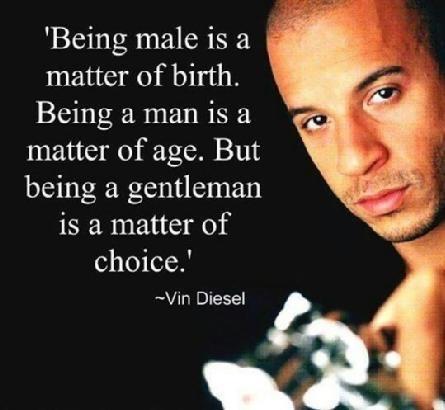 'Being male is a
matter of birth.
Being a man is a
matter of age. But
being a gentleman
is a matter of
choice.'
~Vin Diesel